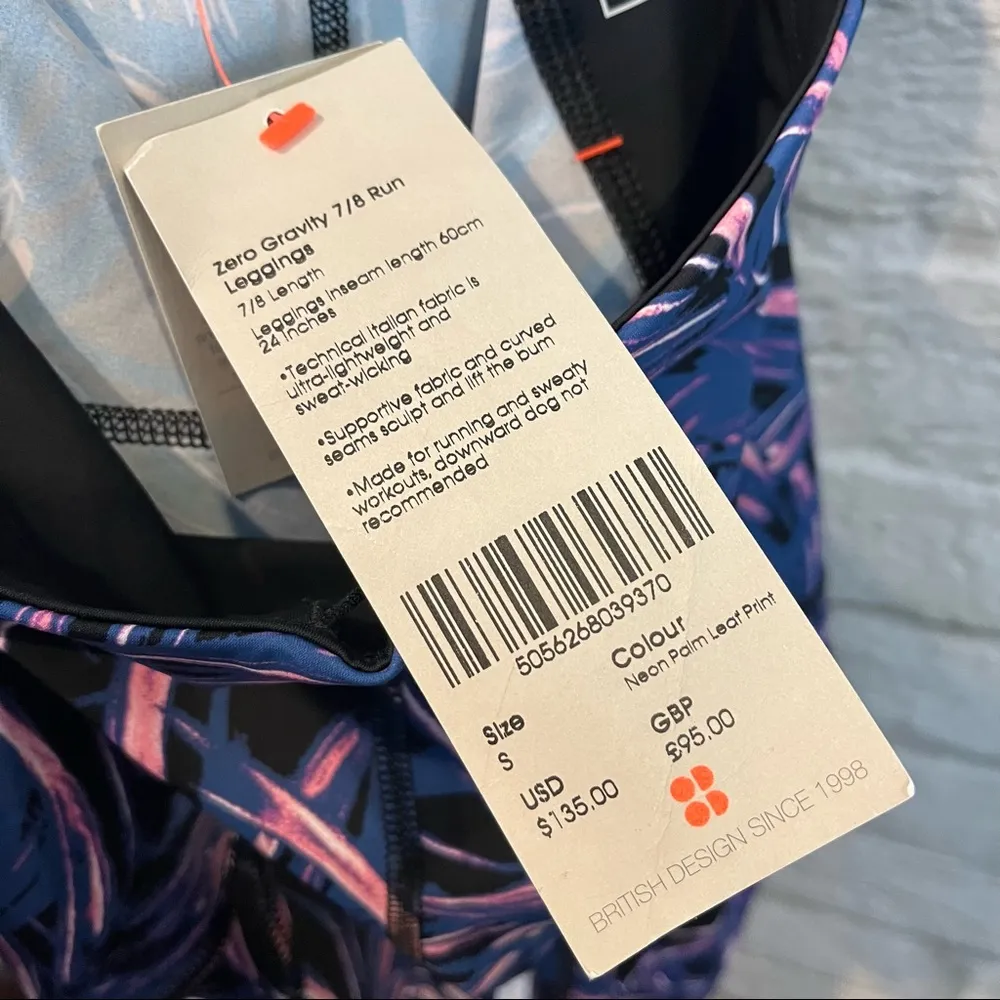 Zero Gravity 7/8 Run
Leggings
7/8 Length
Leggings inseam length 60cm
24 inches
•Technical Italian fabric is
ultra-lightweight and
sweat-wicking
•Supportive fabric and curved
seams sculpt and lift the bum
•Made for running and sweaty
workouts, downward dog not
recommended
5056268039370
Colour
Neon Palm Leaf Print
Size
S
GBP
£95.00
USD
$135.00
BRITISH DESIGN SINCE 1998